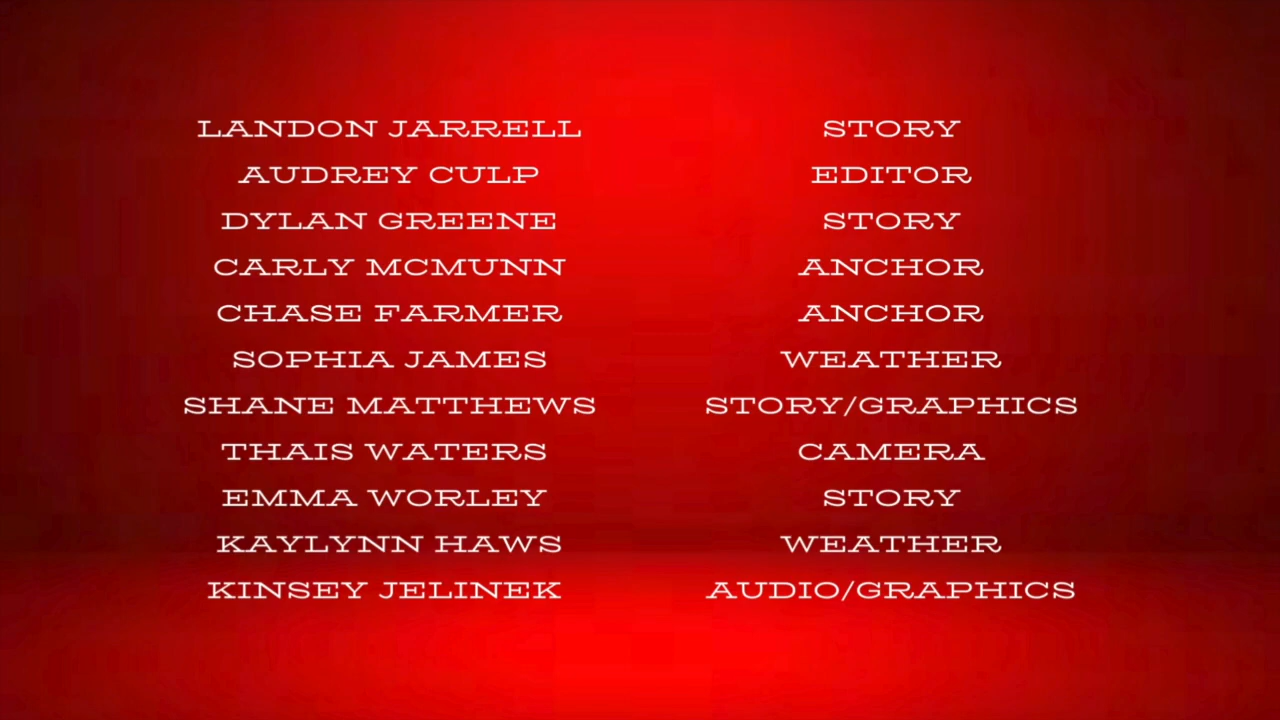 LANDON JARRELL STORY
AUDREY CULP EDITOR
DYLAN GREENE STORY
CARLY MCMUNN ANCHOR
CHASE FARMER ANCHOR
SOPHIA JAMES WEATHER
SHANE MATTHEWS STORY/GRAPHICS
THAIS WATERS CAMERA
EMMA WORLEY STORY
KAYLYNN HAWS WEATHER
KINSEY JELINEK AUDIO/GRAPHICS